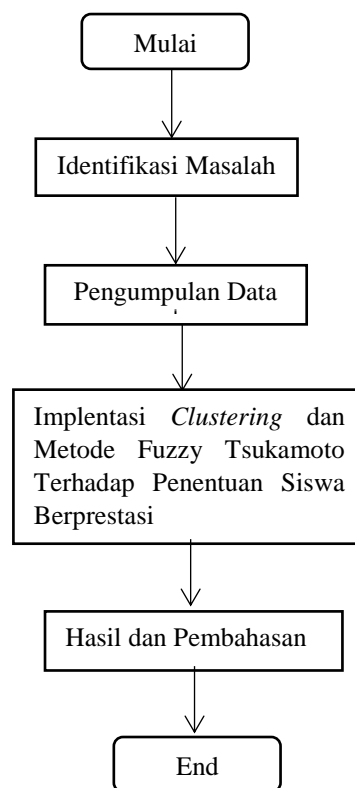 Mulai
Identifikasi Masalah
Pengumpulan Data
Implentasi Clustering dan
Metode Fuzzy Tsukamoto
Terhadap Penentuan Siswa
Berprestasi
Hasil dan Pembahasan
End